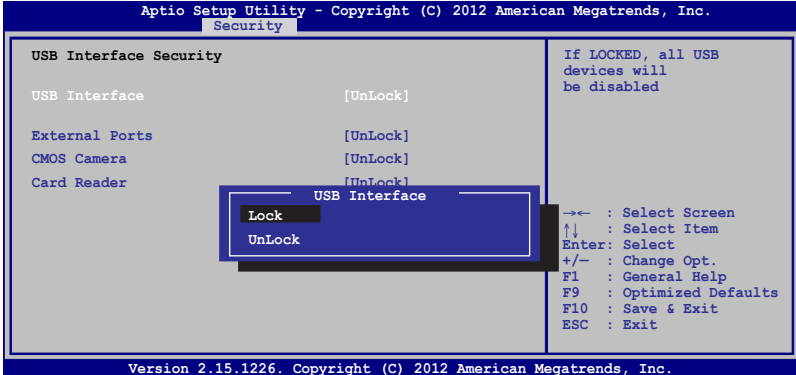 Aptio Setup Utility - Copyright (C) 2012 American Megatrends, Inc.
Security
USB Interface Security
USB Interface [UnLock]
External Ports [UnLock]
CMOS Camera [UnLock]
Card Reader [UnLock]
USB Interface
Lock
UnLock
If LOCKED, all USB
devices will
be disabled
→← : Select Screen
↑↓ : Select Item
Enter: Select
+/— : Change Opt.
F1 : General Help
F9 : Optimized Defaults
F10 : Save & Exit
ESC : Exit
Version 2.15.1226. Copyright (C) 2012 American Megatrends, Inc.